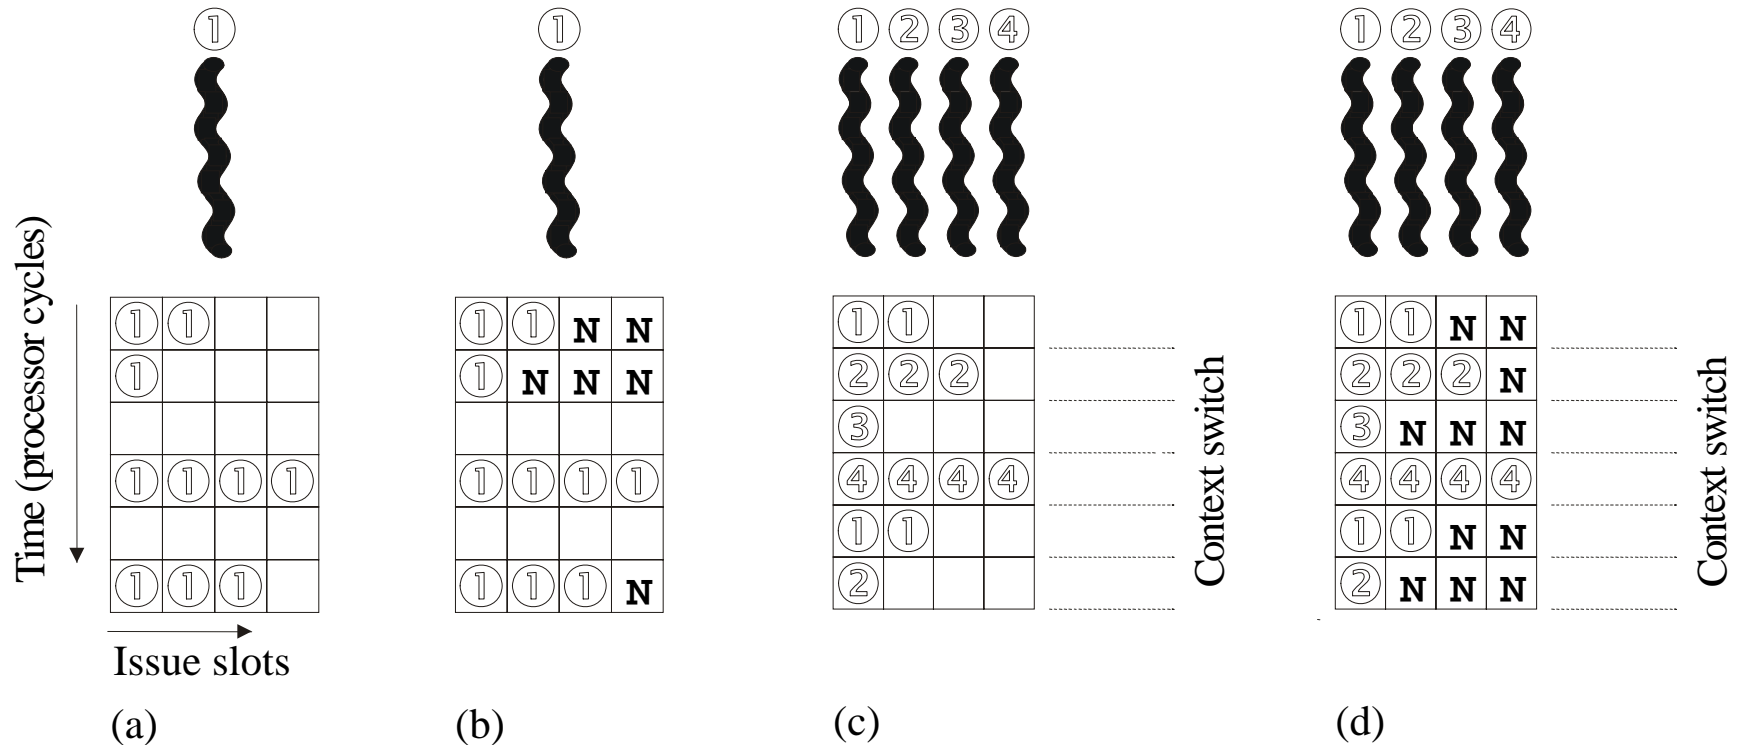 ① ① ① ② ③ ④ ① ② ③ ④
Time (processor cycles)
① ①
①
① ① ① ①
① ① ①
Issue slots
(a)
① ① N N
① N N N
① ① ① ①
① ① ① N
(b)
① ①
② ② ②
③
④ ④ ④ ④
① ①
②
Context switch
(c)
① ① N N
② ② ② N
③ N N N
④ ④ ④ ④
① ① N N
② N N N
Context switch
(d)